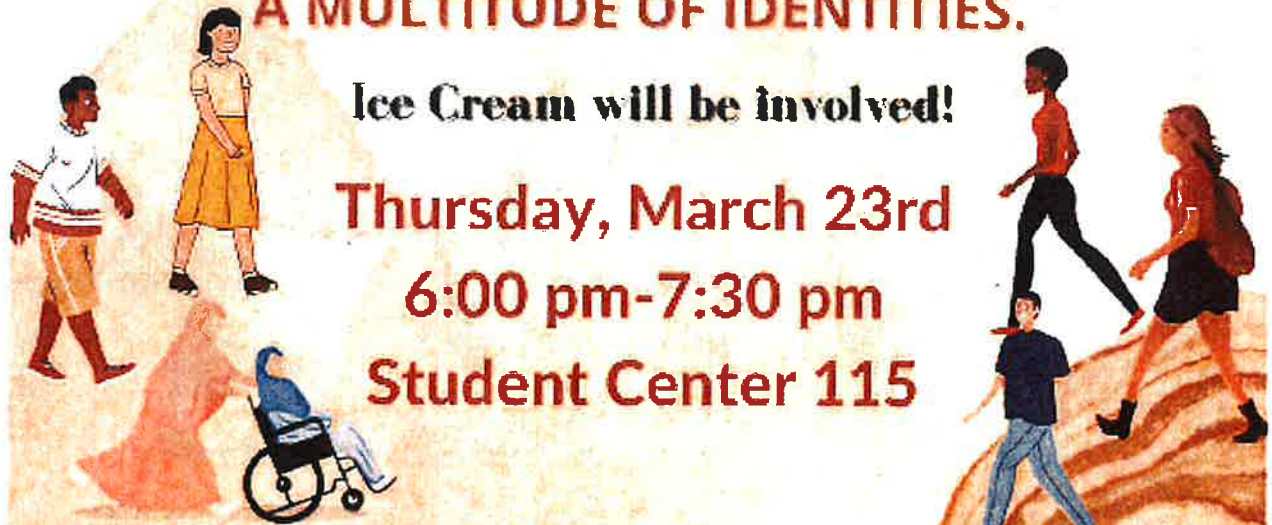 A MULTITUDE OF IDENTITIES.
Ice Cream will be involved!
Thursday, March 23rd
6:00 pm-7:30 pm
Student Center 115